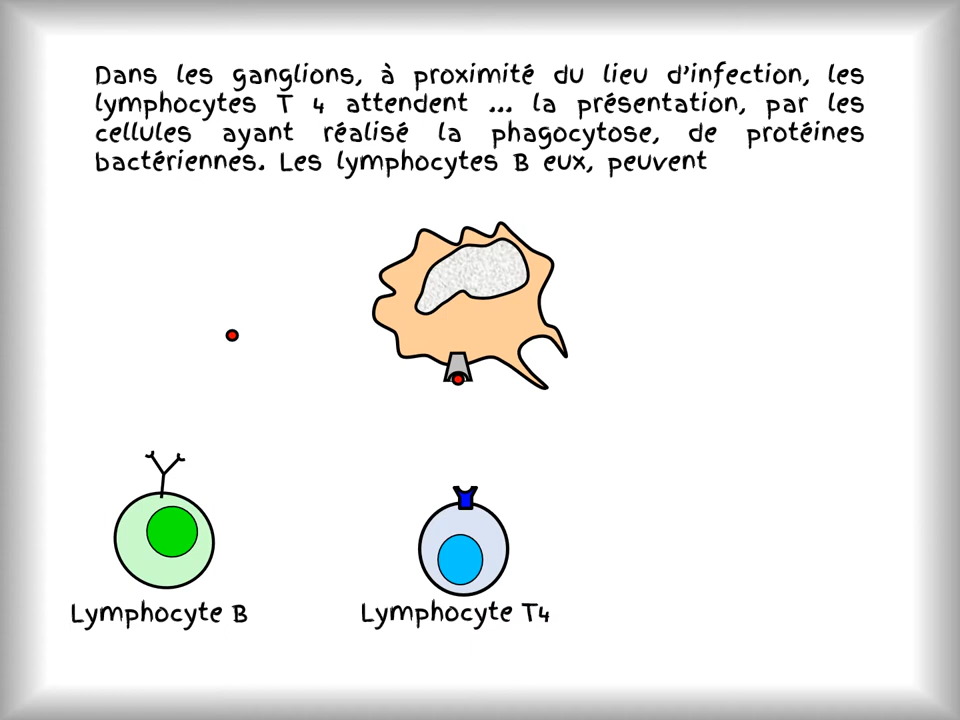 Dans les ganglions, à proximité du lieu d'infection, les
lymphocytes T 4 attendent ... la présentation, par les
cellules ayant réalisé la phagocytose, de protéines
bactériennes. Les lymphocytes B eux, peuvent
Lymphocyte B
Lymphocyte T4